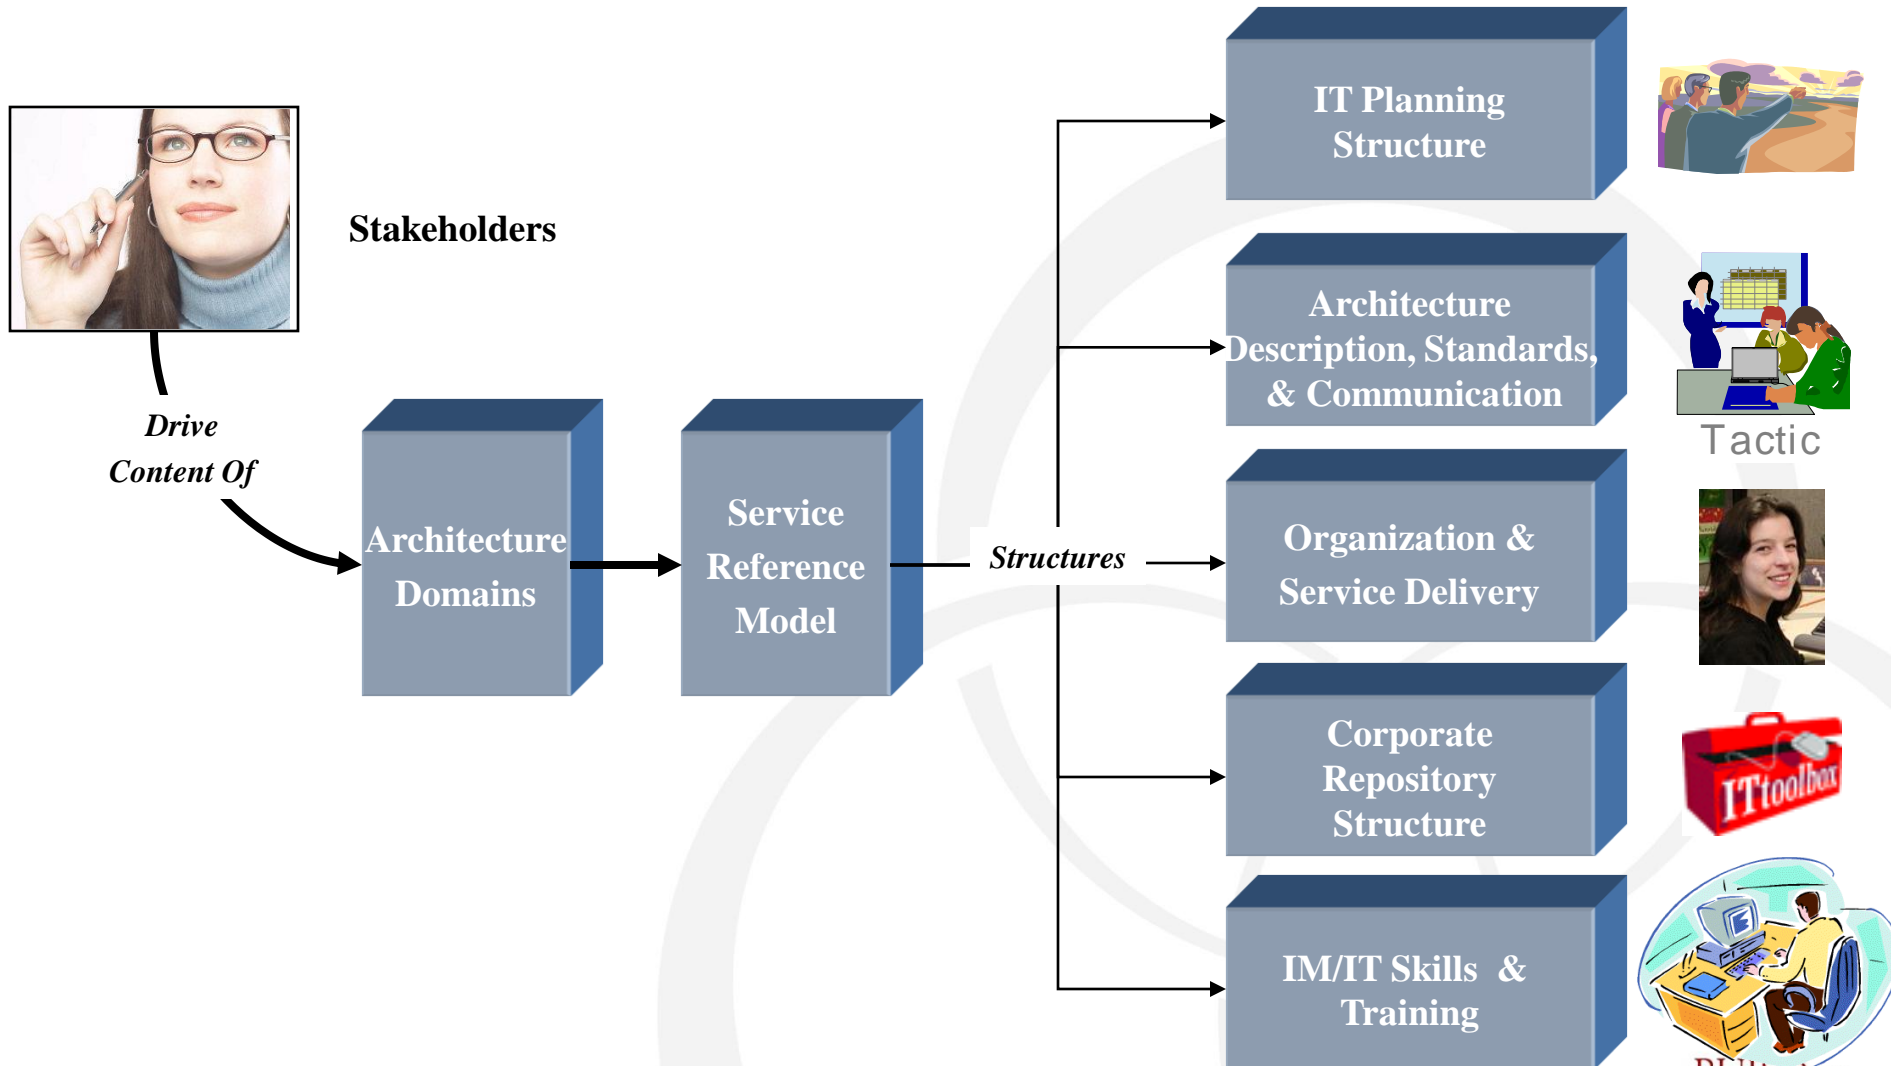 Stakeholders
Drive
Content Of
Architecture
Domains
Service
Reference
Model
Structures
IT Planning
Structure
Architecture
Description, Standards,
& Communication
Tactic
Organization &
Service Delivery
Corporate
Repository
Structure
ITtoolbox
IM/IT Skills &
Training